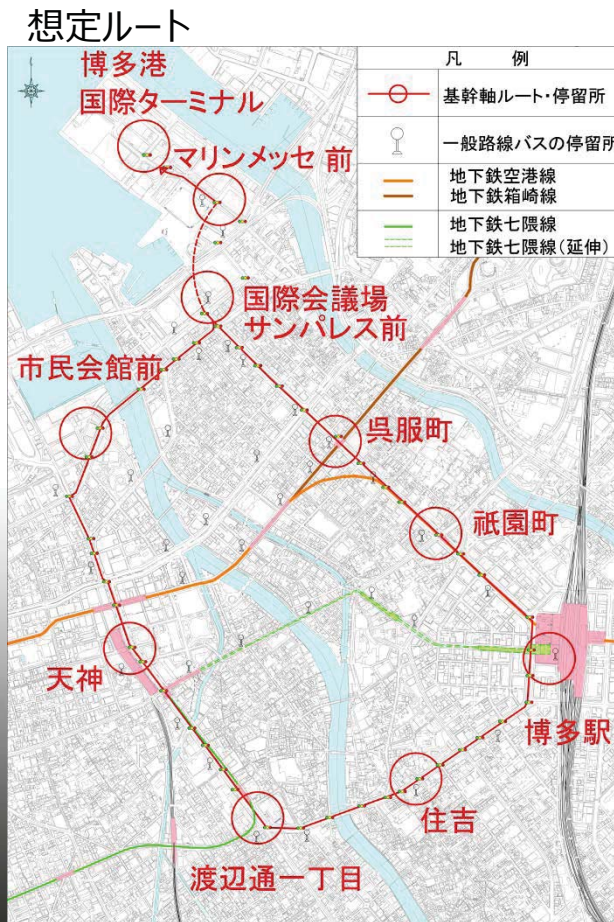 想定ルート
博多港
国際ターミナル
マリンメッセ 前
凡 例
基幹軸ルート・停留所
一般路線バスの停留所
地下鉄空港線
地下鉄箱崎線
地下鉄七隈線
地下鉄七隈線(延伸)
国際会議場
サンパレス前
市民会館前
呉服町
祇園町
天神
博多駅
住吉
渡辺通一丁目